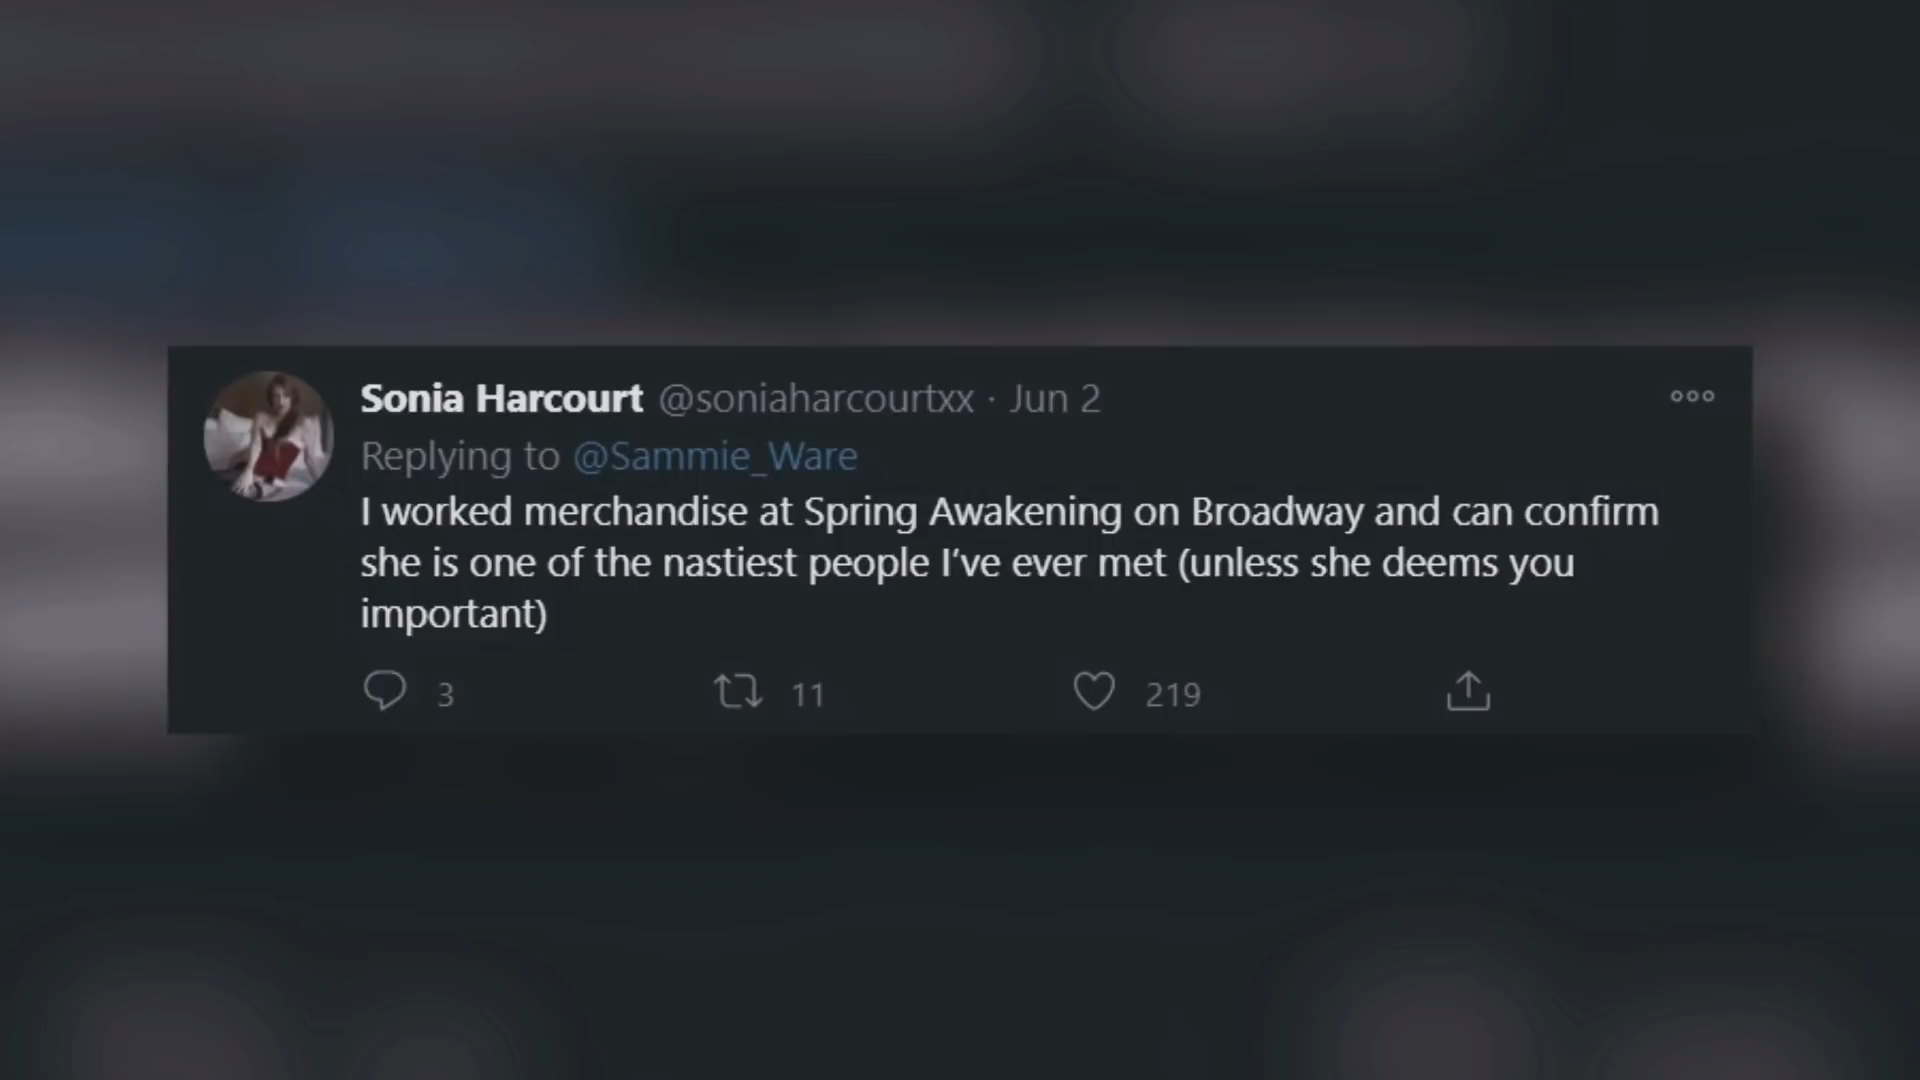 Sonia Harcourt @soniaharcourtxx · Jun 2
Replying to @Sammie_Ware
I worked merchandise at Spring Awakening on Broadway and can confirm
she is one of the nastiest people I’ve ever met (unless she deems you
important)
3 11 219